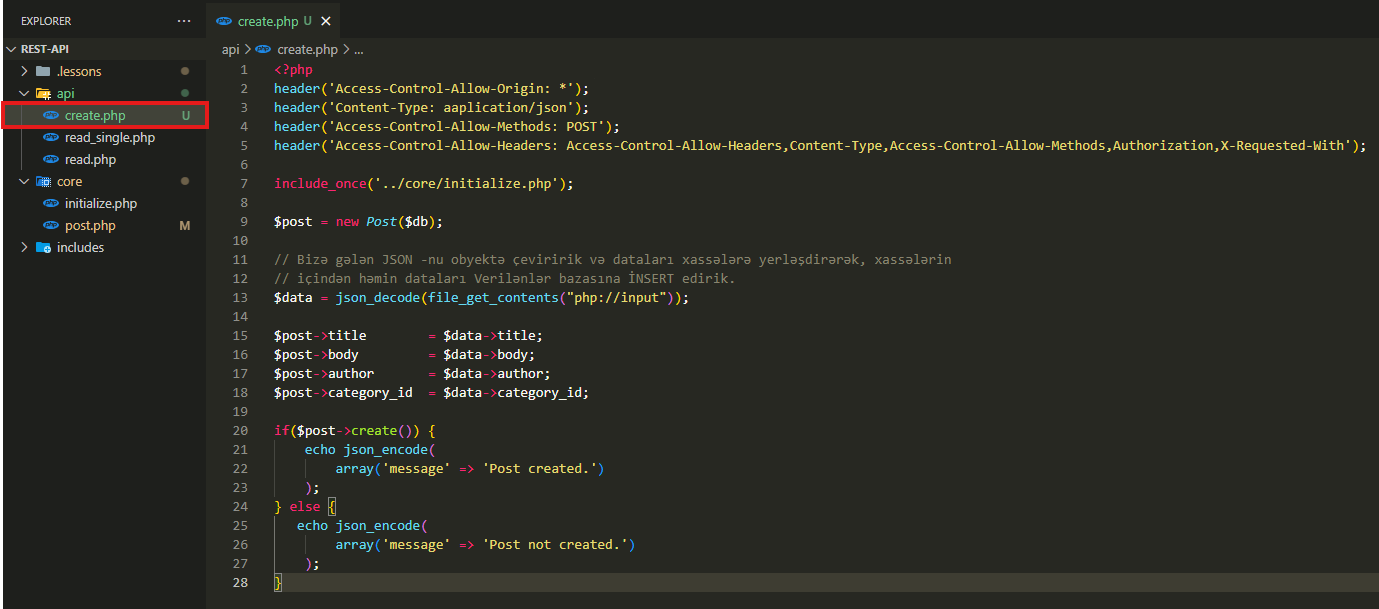 EXPLORER ...
REST-API
.lessons
api
create.php U
read_single.php
read.php
core
initialize.php
post.php M
includes
create.php U
api > create.php > ...
1 <?php
2 header('Access-Control-Allow-Origin: *');
3 header('Content-Type: aaplication/json');
4 header('Access-Control-Allow-Methods: POST');
5 header('Access-Control-Allow-Headers: Access-Control-Allow-Headers,Content-Type,Access-Control-Allow-Methods,Authorization,X-Requested-With');
6
7 include_once('../core/initialize.php');
8
9 $post = new Post($db);
10
11 // Bizə gələn JSON -nu obyektə çeviririk və dataları xassələrə yerləşdirərək, xassələrin
12 // içindən həmin dataları Verilənlər bazasına İNSERT edirik.
13 $data = json_decode(file_get_contents("php://input"));
14
15 $post->title        = $data->title;
16 $post->body         = $data->body;
17 $post->author       = $data->author;
18 $post->category_id  = $data->category_id;
19
20 if($post->create()) {
21     echo json_encode(
22         array('message' => 'Post created.')
23     );
24 } else {
25    echo json_encode(
26         array('message' => 'Post not created.')
27     );
28 }